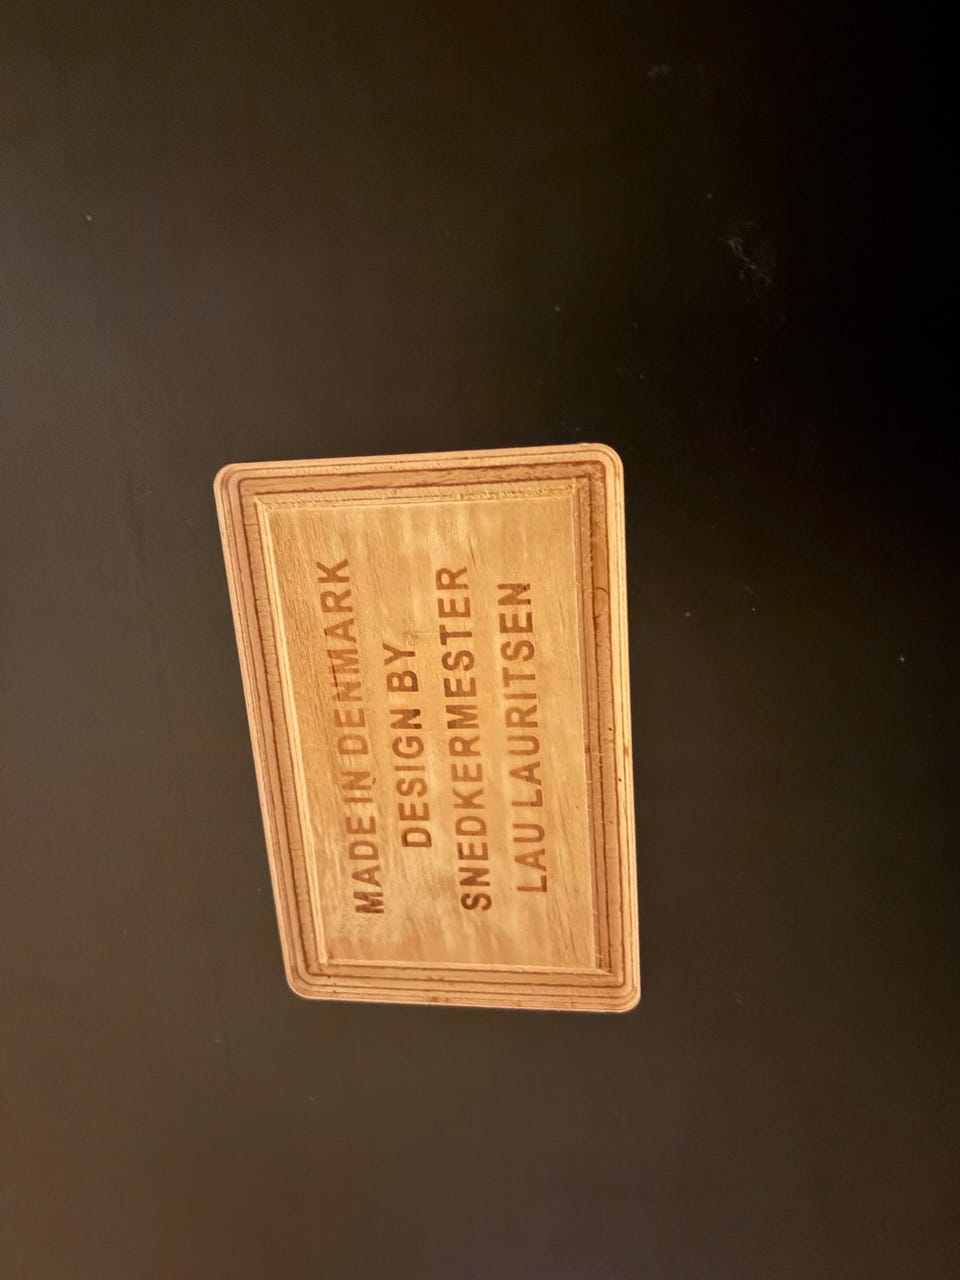 MADE IN DENMARK
DESIGN BY
SNEDKERMESTER
LAU LAURITSEN